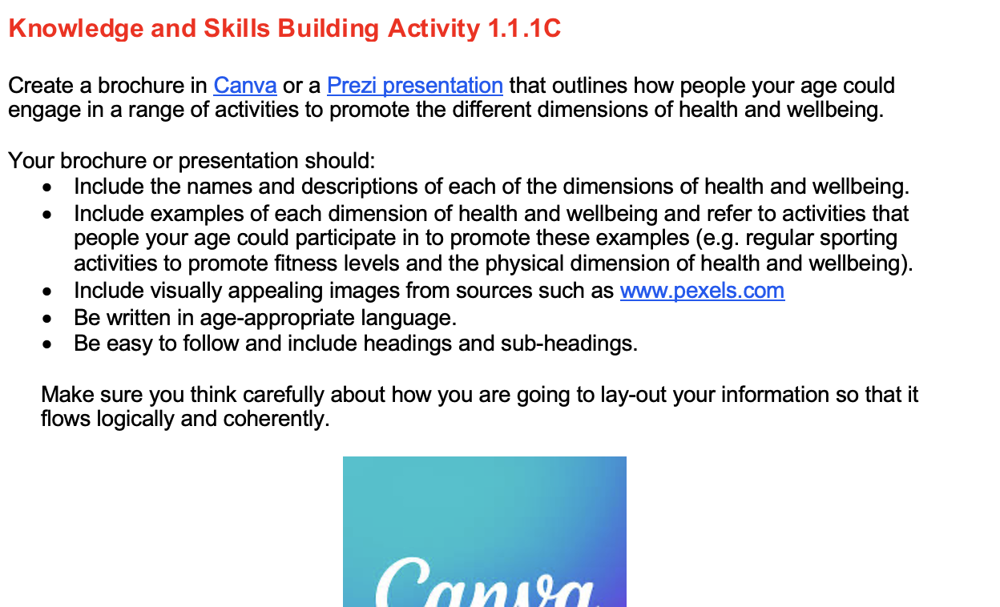 Knowledge and Skills Building Activity 1.1.1C
Create a brochure in Canva or a Prezi presentation that outlines how people your age could
engage in a range of activities to promote the different dimensions of health and wellbeing.
Your brochure or presentation should:
• Include the names and descriptions of each of the dimensions of health and wellbeing.
• Include examples of each dimension of health and wellbeing and refer to activities that
people your age could participate in to promote these examples (e.g. regular sporting
activities to promote fitness levels and the physical dimension of health and wellbeing).
• Include visually appealing images from sources such as www.pexels.com
• Be written in age-appropriate language.
• Be easy to follow and include headings and sub-headings.
Make sure you think carefully about how you are going to lay-out your information so that it
flows logically and coherently.
Canva